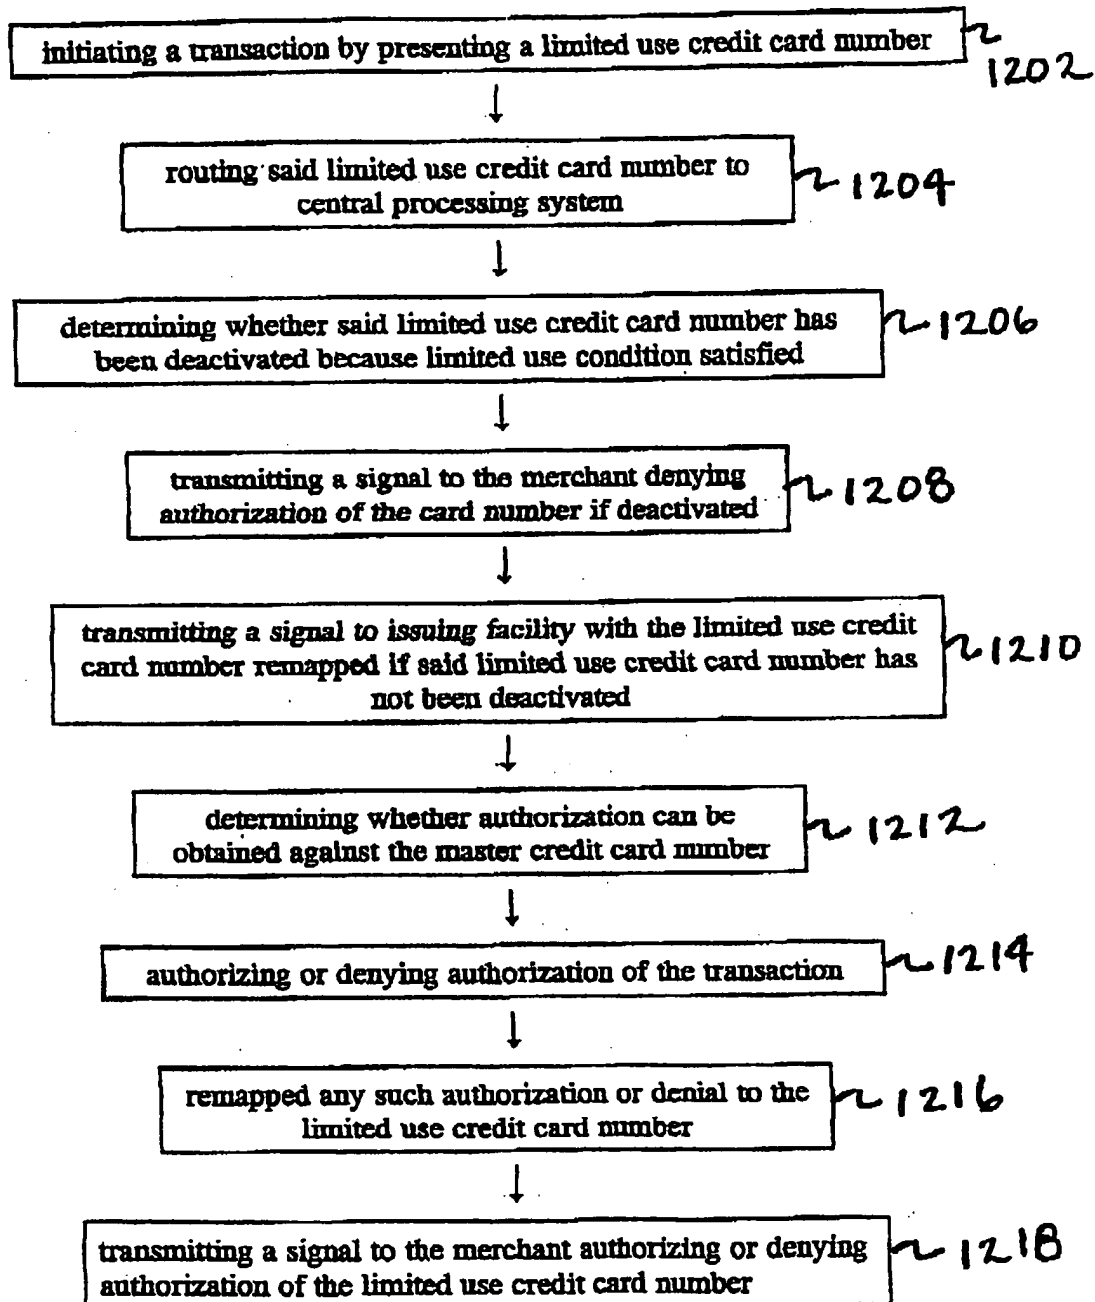 initiating a transaction by presenting a limited use credit card number
1202
routing said limited use credit card number to
central processing system
1204
determining whether said limited use credit card number has
been deactivated because limited use condition satisfied
1206
transmitting a signal to the merchant denying
authorization of the card number if deactivated
1208
transmitting a signal to issuing facility with the limited use credit
card number remapped if said limited use credit card number has
not been deactivated
1210
determining whether authorization can be
obtained against the master credit card number
1212
authorizing or denying authorization of the transaction
1214
remapped any such authorization or denial to the
limited use credit card number
1216
transmitting a signal to the merchant authorizing or denying
authorization of the limited use credit card number
1218